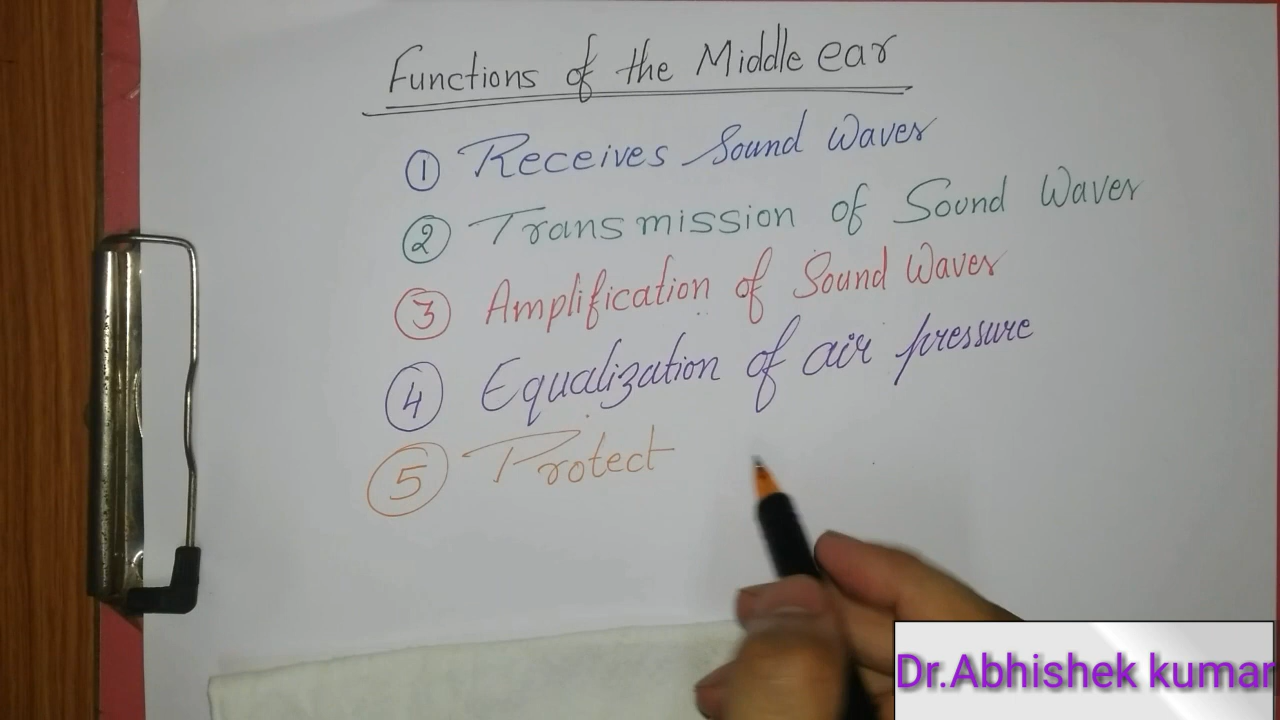 Functions of the Middle ear
① Receives Sound Waves
② Transmission of Sound Waves
③ Amplification of Sound Waves
④ Equalization of air pressure
⑤ Protect
Dr.Abhishek kumar